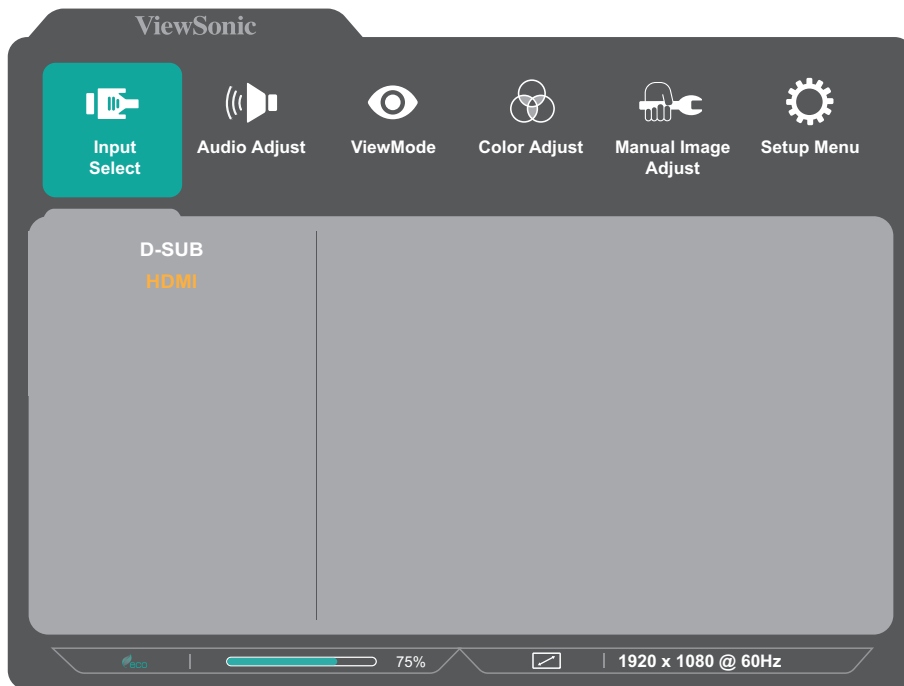 ViewSonic
Input
Select
Audio Adjust
ViewMode
Color Adjust
Manual Image
Adjust
Setup Menu
D-SUB
HDMI
ECO
75%
1920 x 1080 @ 60Hz